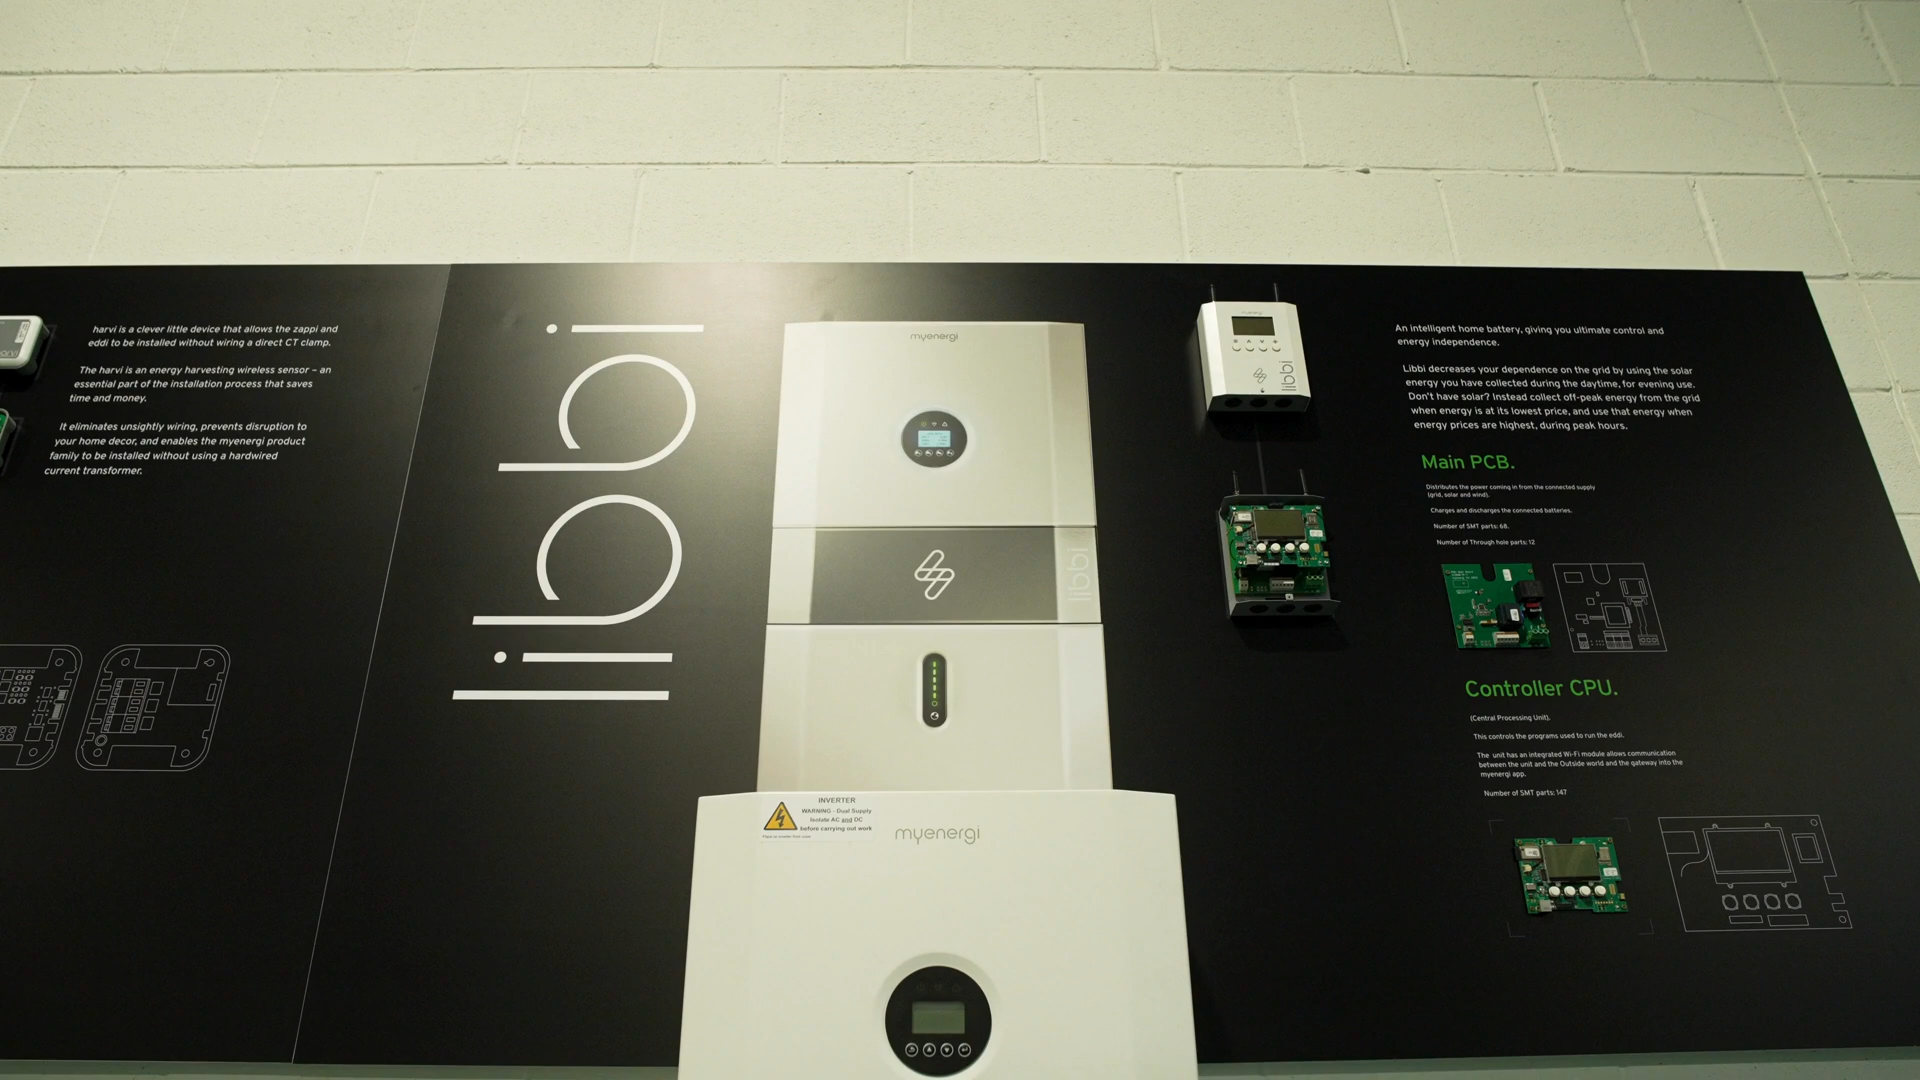 harvi is a clever little device that allows the zappi and
eddi to be installed without wiring a direct CT clamp.
The harvi is an energy harvesting wireless sensor – an
essential part of the installation process that saves
time and money.
It eliminates unsightly wiring, prevents disruption to
your home decor, and enables the myenergi product
family to be installed without using a hardwired
current transformer.
libbi
myenergi
libbi
INVERTER
WARNING - Dual Supply
Isolate AC and DC
before carrying out work
myenergi
myenergi
libbi
An intelligent home battery, giving you ultimate control and
energy independence.
Libbi decreases your dependence on the grid by using the solar
energy you have collected during the daytime, for evening use.
Don't have solar? Instead collect off-peak energy from the grid
when energy is at its lowest price, and use that energy when
energy prices are highest, during peak hours.
Main PCB.
Distributes the power coming in from the connected supply
(grid, solar and wind).
Charges and discharges the connected batteries.
Number of SMT parts: 68.
Number of Through hole parts: 12
Controller CPU.
(Central Processing Unit).
This controls the programs used to run the eddi.
The unit has an integrated Wi-Fi module allows communication
between the unit and the Outside world and the gateway into the
myenergi app.
Number of SMT parts: 147